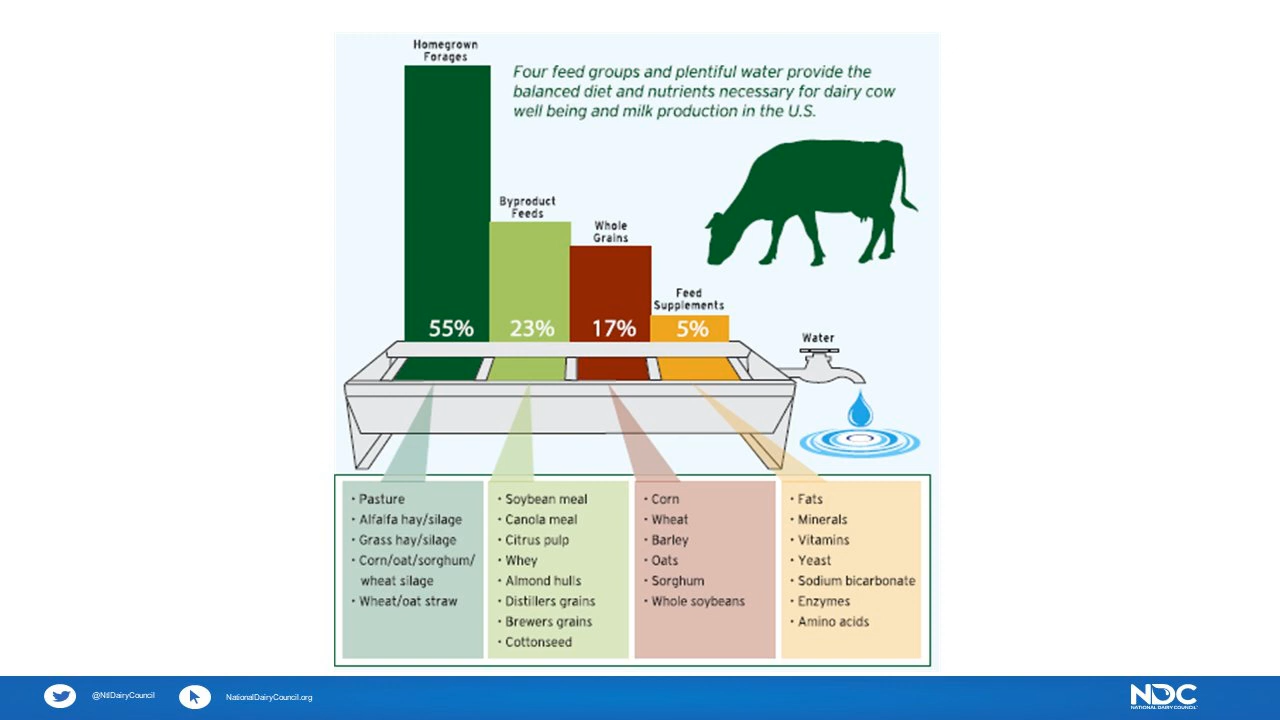 Homegrown
Forages
Four feed groups and plentiful water provide the
balanced diet and nutrients necessary for dairy cow
well being and milk production in the U.S.
Byproduct
Feeds
Whole
Grains
Feed
Supplements
55%
23%
17%
5%
Water
· Pasture
· Alfalfa hay/silage
· Grass hay/silage
· Corn/oat/sorghum/
wheat silage
· Wheat/oat straw
· Soybean meal
· Canola meal
· Citrus pulp
· Whey
· Almond hulls
· Distillers grains
· Brewers grains
· Cottonseed
· Corn
· Wheat
· Barley
· Oats
· Sorghum
· Whole soybeans
· Fats
· Minerals
· Vitamins
· Yeast
· Sodium bicarbonate
· Enzymes
· Amino acids
@NtlDairyCouncil
NationalDairyCouncil.org
NDC
NATIONAL DAIRY COUNCIL